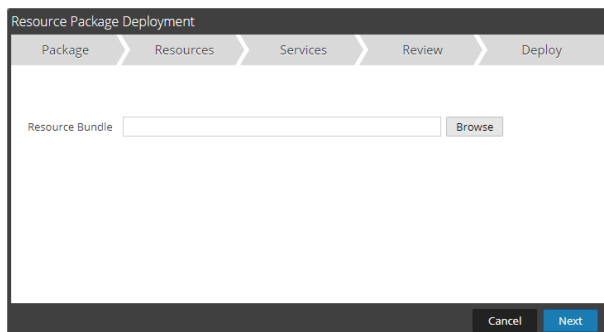 Resource Package Deployment
Package Resources Services Review Deploy
Resource Bundle Browse
Cancel Next